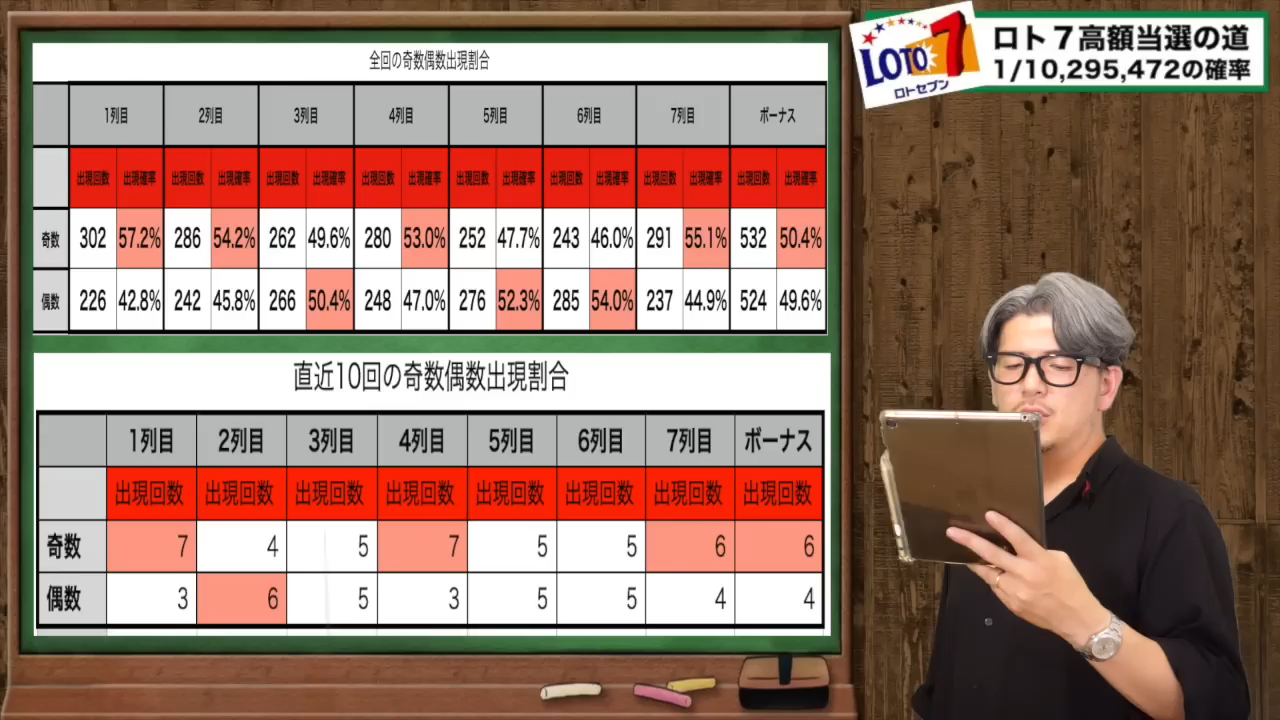 全回の奇数偶数出現割合
1列目 2列目 3列目 4列目 5列目 6列目 7列目 ボーナス
出現回数 出現確率 出現回数 出現確率 出現回数 出現確率 出現回数 出現確率 出現回数 出現確率 出現回数 出現確率 出現回数 出現確率 出現回数 出現確率
奇数 302 57.2% 286 54.2% 262 49.6% 280 53.0% 252 47.7% 243 46.0% 291 55.1% 532 50.4%
偶数 226 42.8% 242 45.8% 266 50.4% 248 47.0% 276 52.3% 285 54.0% 237 44.9% 524 49.6%
直近10回の奇数偶数出現割合
1列目 2列目 3列目 4列目 5列目 6列目 7列目 ボーナス
出現回数 出現回数 出現回数 出現回数 出現回数 出現回数 出現回数 出現回数
奇数 7 4 5 7 5 5 6 6
偶数 3 6 5 3 5 5 4 4
LOTO 7
ロトセブン
ロト7高額当選の道
1/10,295,472の確率